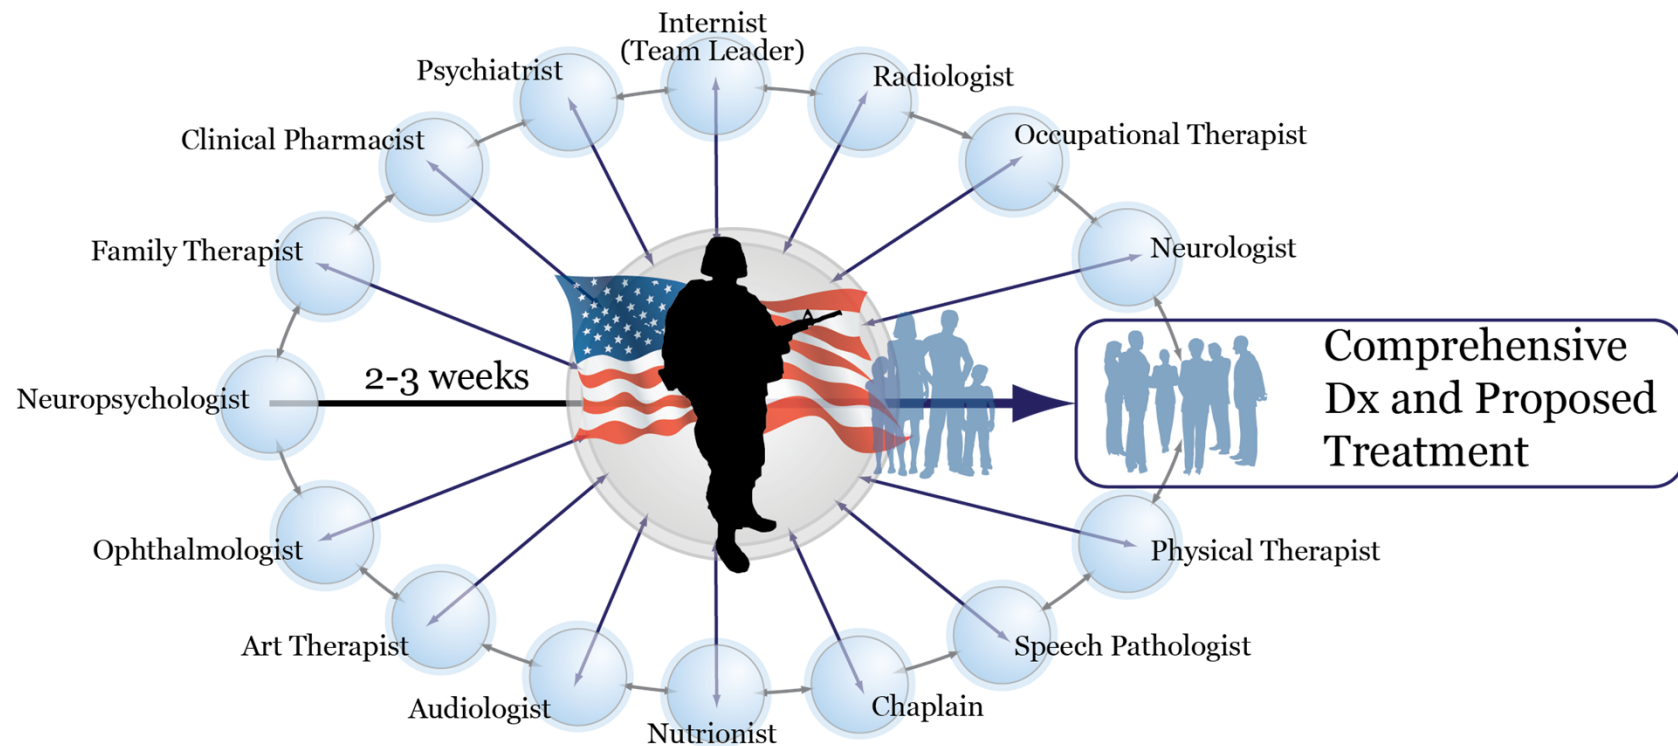 Internist
(Team Leader)
Psychiatrist
Radiologist
Clinical Pharmacist
Occupational Therapist
Family Therapist
Neurologist
2-3 weeks
Neuropsychologist
Comprehensive
Dx and Proposed
Treatment
Ophthalmologist
Physical Therapist
Art Therapist
Speech Pathologist
Audiologist
Chaplain
Nutrionist